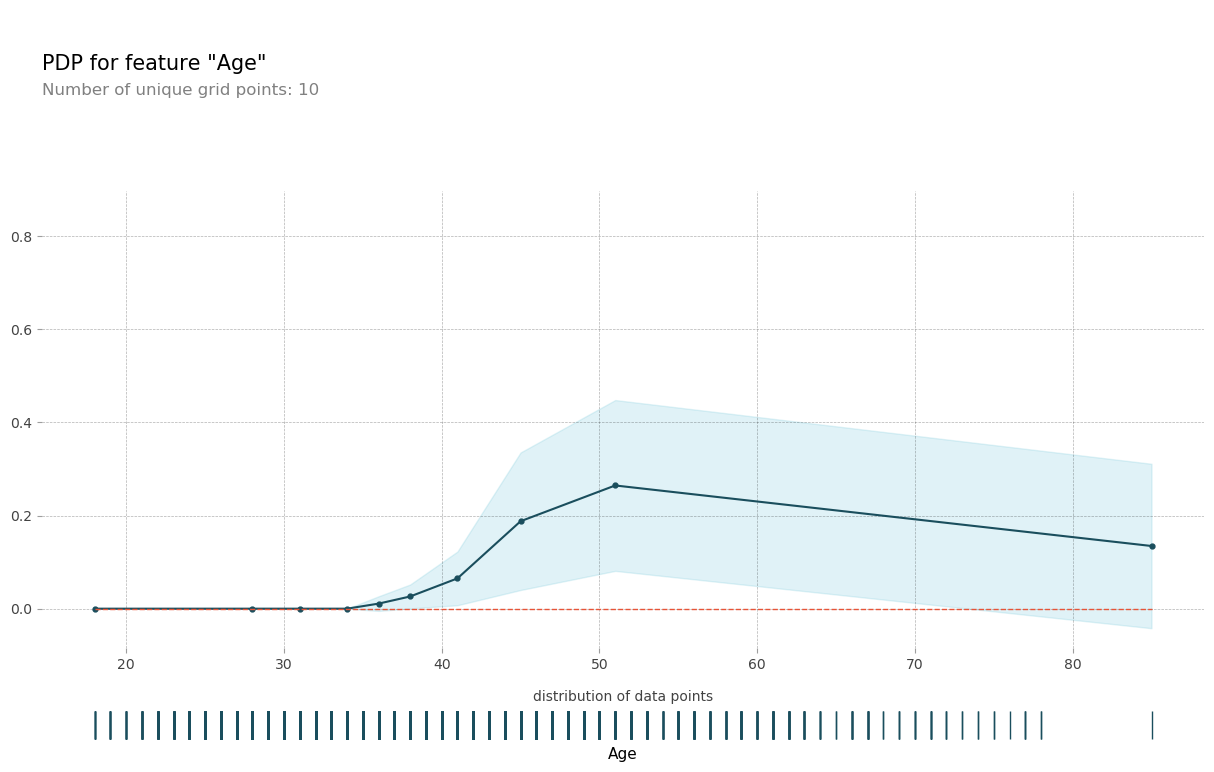 PDP for feature "Age"
Number of unique grid points: 10
0.8
0.6
0.4
0.2
0.0
20 30 40 50 60 70 80
distribution of data points
Age